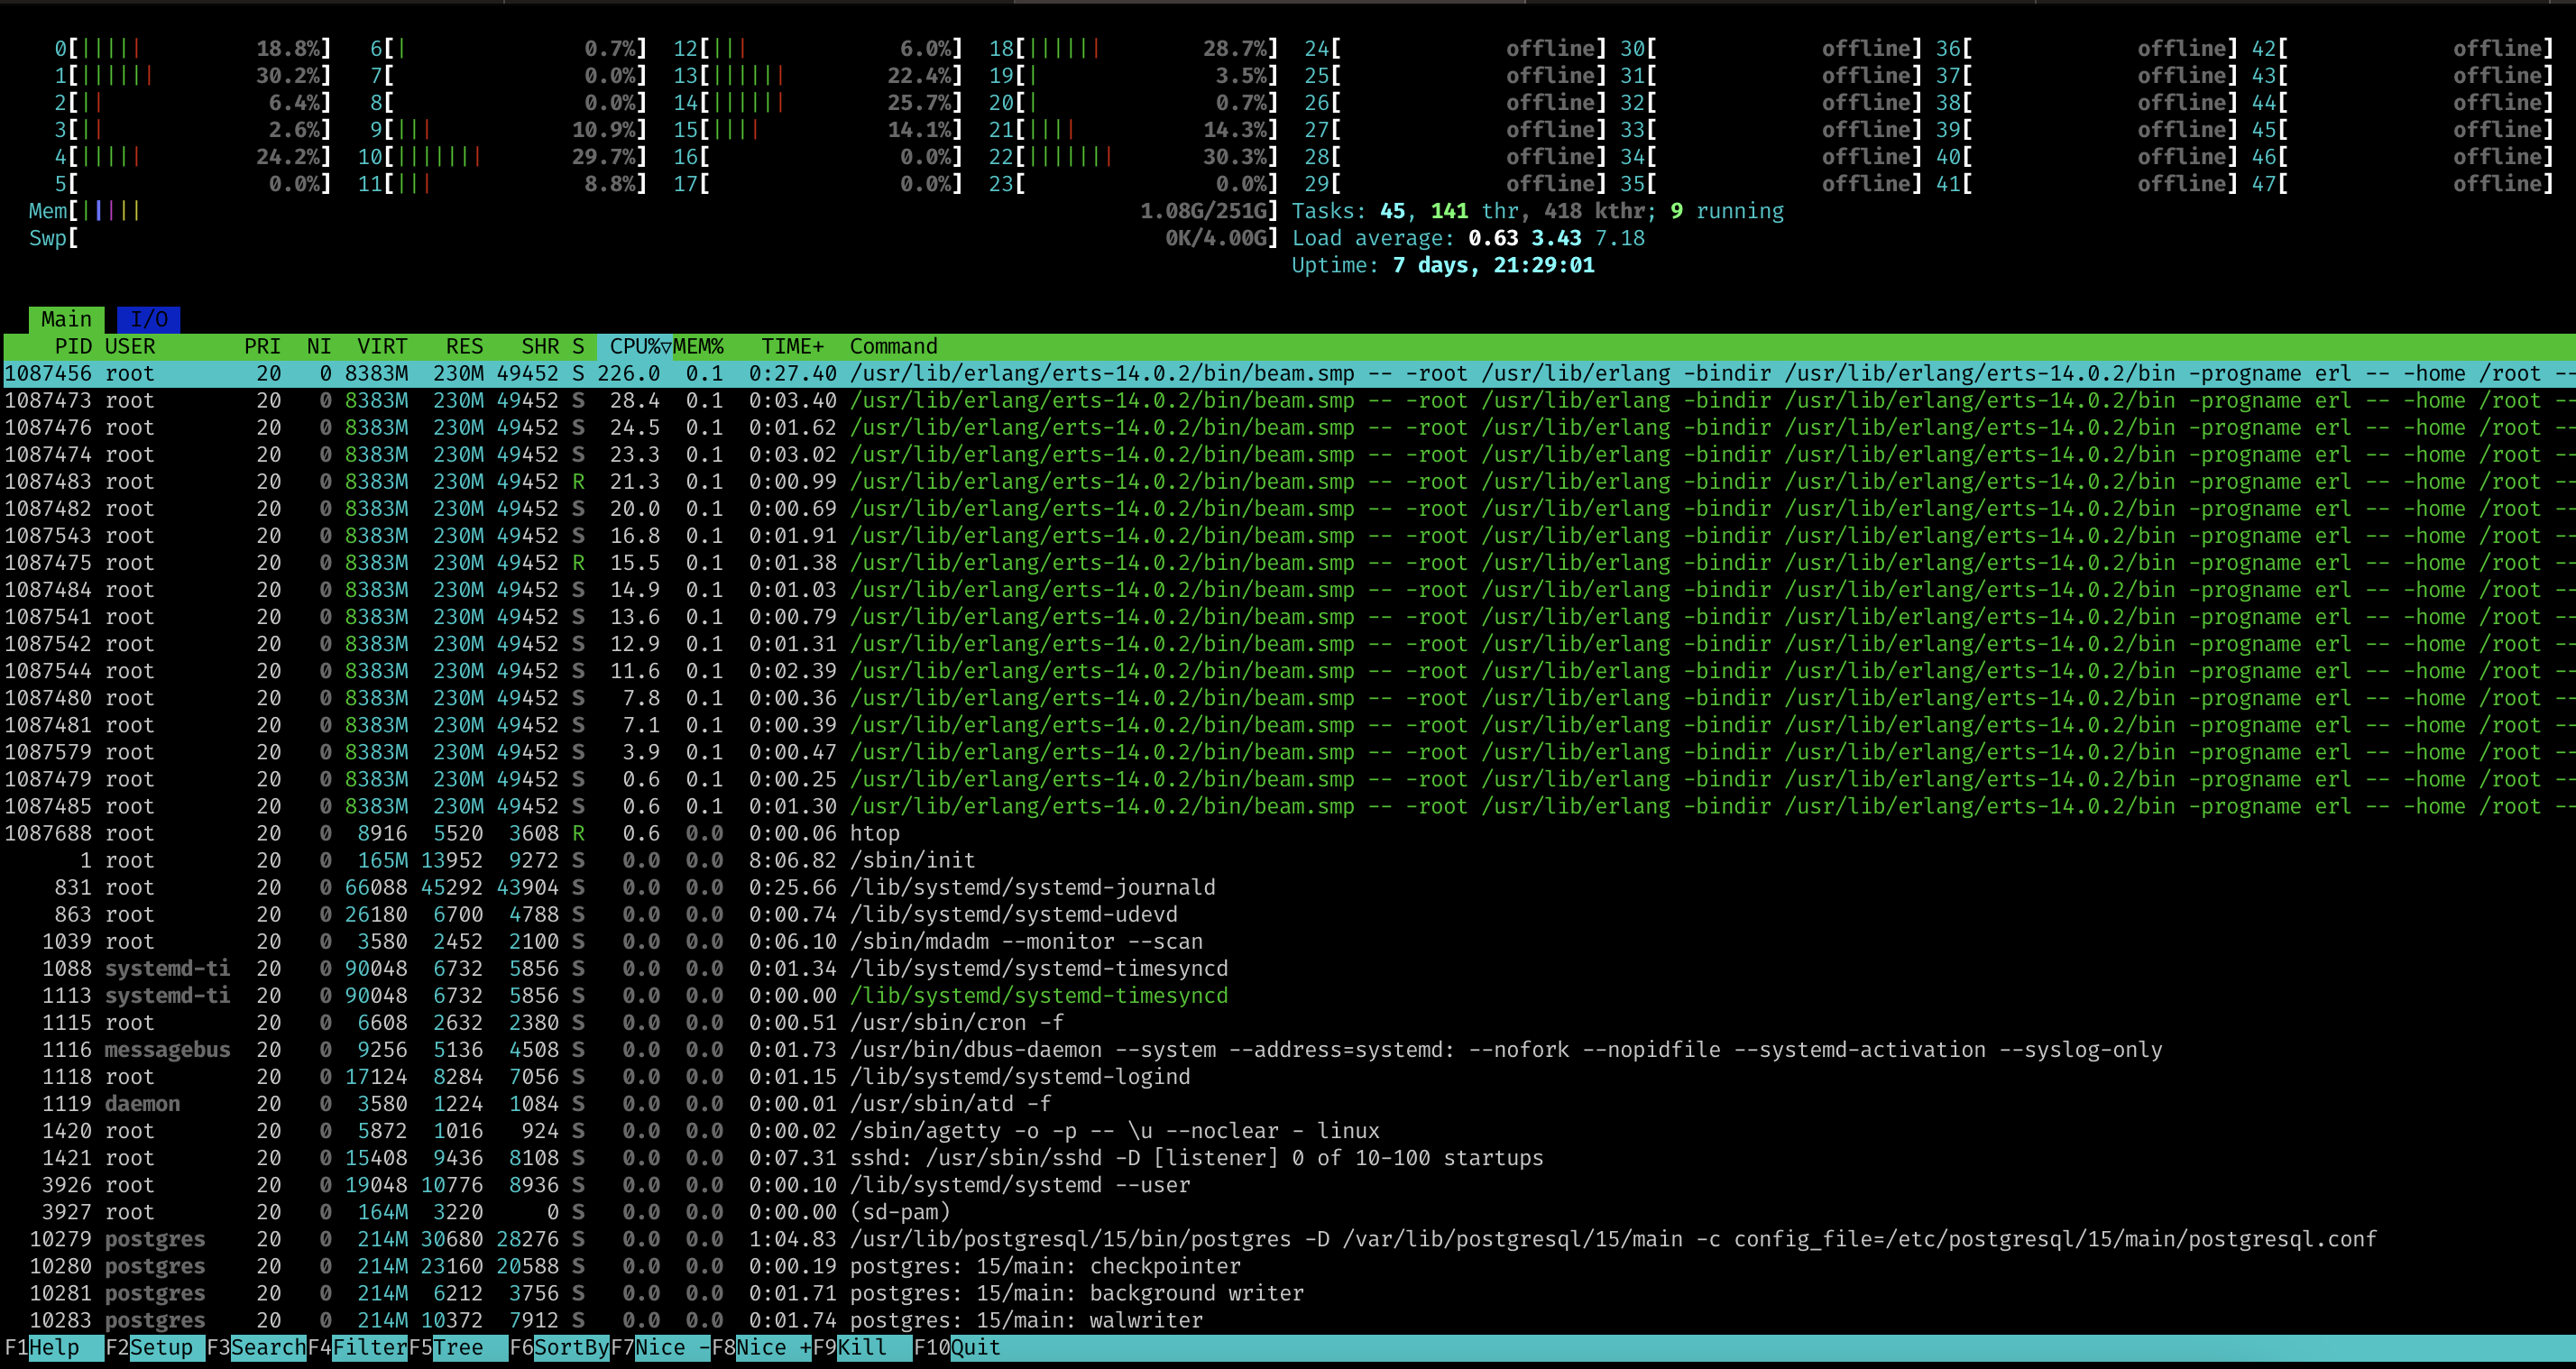 0[||||| 18.8%] 6[| 0.7%] 12[||| 6.0%] 18[|||||| 28.7%] 24[ offline] 30[ offline] 36[ offline] 42[ offline]
1[|||||| 30.2%] 7[ 0.0%] 13[|||||| 22.4%] 19[| 3.5%] 25[ offline] 31[ offline] 37[ offline] 43[ offline]
2[|| 6.4%] 8[ 0.0%] 14[|||||| 25.7%] 20[| 0.7%] 26[ offline] 32[ offline] 38[ offline] 44[ offline]
3[|| 2.6%] 9[||| 10.9%] 15[|||| 14.1%] 21[|||| 14.3%] 27[ offline] 33[ offline] 39[ offline] 45[ offline]
4[||||| 24.2%] 10[||||||| 29.7%] 16[ 0.0%] 22[||||||| 30.3%] 28[ offline] 34[ offline] 40[ offline] 46[ offline]
5[ 0.0%] 11[||| 8.8%] 17[ 0.0%] 23[ 0.0%] 29[ offline] 35[ offline] 41[ offline] 47[ offline]
Mem[||||| 1.08G/251G] Tasks: 45, 141 thr, 418 kthr; 9 running
Swp[ 0K/4.00G] Load average: 0.63 3.43 7.18
Uptime: 7 days, 21:29:01
Main I/O
PID USER PRI NI VIRT RES SHR S CPU%▽MEM% TIME+ Command
1087456 root 20 0 8383M 230M 49452 S 226.0 0.1 0:27.40 /usr/lib/erlang/erts-14.0.2/bin/beam.smp -- -root /usr/lib/erlang -bindir /usr/lib/erlang/erts-14.0.2/bin -progname erl -- -home /root --
1087473 root 20 0 8383M 230M 49452 S 28.4 0.1 0:03.40 /usr/lib/erlang/erts-14.0.2/bin/beam.smp -- -root /usr/lib/erlang -bindir /usr/lib/erlang/erts-14.0.2/bin -progname erl -- -home /root --
1087476 root 20 0 8383M 230M 49452 S 24.5 0.1 0:01.62 /usr/lib/erlang/erts-14.0.2/bin/beam.smp -- -root /usr/lib/erlang -bindir /usr/lib/erlang/erts-14.0.2/bin -progname erl -- -home /root --
1087474 root 20 0 8383M 230M 49452 S 23.3 0.1 0:03.02 /usr/lib/erlang/erts-14.0.2/bin/beam.smp -- -root /usr/lib/erlang -bindir /usr/lib/erlang/erts-14.0.2/bin -progname erl -- -home /root --
1087483 root 20 0 8383M 230M 49452 R 21.3 0.1 0:00.99 /usr/lib/erlang/erts-14.0.2/bin/beam.smp -- -root /usr/lib/erlang -bindir /usr/lib/erlang/erts-14.0.2/bin -progname erl -- -home /root --
1087482 root 20 0 8383M 230M 49452 S 20.0 0.1 0:00.69 /usr/lib/erlang/erts-14.0.2/bin/beam.smp -- -root /usr/lib/erlang -bindir /usr/lib/erlang/erts-14.0.2/bin -progname erl -- -home /root --
1087543 root 20 0 8383M 230M 49452 S 16.8 0.1 0:01.91 /usr/lib/erlang/erts-14.0.2/bin/beam.smp -- -root /usr/lib/erlang -bindir /usr/lib/erlang/erts-14.0.2/bin -progname erl -- -home /root --
1087475 root 20 0 8383M 230M 49452 R 15.5 0.1 0:01.38 /usr/lib/erlang/erts-14.0.2/bin/beam.smp -- -root /usr/lib/erlang -bindir /usr/lib/erlang/erts-14.0.2/bin -progname erl -- -home /root --
1087484 root 20 0 8383M 230M 49452 S 14.9 0.1 0:01.03 /usr/lib/erlang/erts-14.0.2/bin/beam.smp -- -root /usr/lib/erlang -bindir /usr/lib/erlang/erts-14.0.2/bin -progname erl -- -home /root --
1087541 root 20 0 8383M 230M 49452 S 13.6 0.1 0:00.79 /usr/lib/erlang/erts-14.0.2/bin/beam.smp -- -root /usr/lib/erlang -bindir /usr/lib/erlang/erts-14.0.2/bin -progname erl -- -home /root --
1087542 root 20 0 8383M 230M 49452 S 12.9 0.1 0:01.31 /usr/lib/erlang/erts-14.0.2/bin/beam.smp -- -root /usr/lib/erlang -bindir /usr/lib/erlang/erts-14.0.2/bin -progname erl -- -home /root --
1087544 root 20 0 8383M 230M 49452 S 11.6 0.1 0:02.39 /usr/lib/erlang/erts-14.0.2/bin/beam.smp -- -root /usr/lib/erlang -bindir /usr/lib/erlang/erts-14.0.2/bin -progname erl -- -home /root --
1087480 root 20 0 8383M 230M 49452 S 7.8 0.1 0:00.36 /usr/lib/erlang/erts-14.0.2/bin/beam.smp -- -root /usr/lib/erlang -bindir /usr/lib/erlang/erts-14.0.2/bin -progname erl -- -home /root --
1087481 root 20 0 8383M 230M 49452 S 7.1 0.1 0:00.39 /usr/lib/erlang/erts-14.0.2/bin/beam.smp -- -root /usr/lib/erlang -bindir /usr/lib/erlang/erts-14.0.2/bin -progname erl -- -home /root --
1087579 root 20 0 8383M 230M 49452 S 3.9 0.1 0:00.47 /usr/lib/erlang/erts-14.0.2/bin/beam.smp -- -root /usr/lib/erlang -bindir /usr/lib/erlang/erts-14.0.2/bin -progname erl -- -home /root --
1087479 root 20 0 8383M 230M 49452 S 0.6 0.1 0:00.25 /usr/lib/erlang/erts-14.0.2/bin/beam.smp -- -root /usr/lib/erlang -bindir /usr/lib/erlang/erts-14.0.2/bin -progname erl -- -home /root --
1087485 root 20 0 8383M 230M 49452 S 0.6 0.1 0:01.30 /usr/lib/erlang/erts-14.0.2/bin/beam.smp -- -root /usr/lib/erlang -bindir /usr/lib/erlang/erts-14.0.2/bin -progname erl -- -home /root --
1087688 root 20 0 8916 5520 3608 R 0.6 0.0 0:00.06 htop
1 root 20 0 165M 13952 9272 S 0.0 0.0 8:06.82 /sbin/init
831 root 20 0 66088 45292 43904 S 0.0 0.0 0:25.66 /lib/systemd/systemd-journald
863 root 20 0 26180 6700 4788 S 0.0 0.0 0:00.74 /lib/systemd/systemd-udevd
1039 root 20 0 3580 2452 2100 S 0.0 0.0 0:06.10 /sbin/mdadm --monitor --scan
1088 systemd-ti 20 0 90048 6732 5856 S 0.0 0.0 0:01.34 /lib/systemd/systemd-timesyncd
1113 systemd-ti 20 0 90048 6732 5856 S 0.0 0.0 0:00.00 /lib/systemd/systemd-timesyncd
1115 root 20 0 6608 2632 2380 S 0.0 0.0 0:00.51 /usr/sbin/cron -f
1116 messagebus 20 0 9256 5136 4508 S 0.0 0.0 0:01.73 /usr/bin/dbus-daemon --system --address=systemd: --nofork --nopidfile --systemd-activation --syslog-only
1118 root 20 0 17124 8284 7056 S 0.0 0.0 0:01.15 /lib/systemd/systemd-logind
1119 daemon 20 0 3580 1224 1084 S 0.0 0.0 0:00.01 /usr/sbin/atd -f
1420 root 20 0 5872 1016 924 S 0.0 0.0 0:00.02 /sbin/agetty -o -p -- \u --noclear - linux
1421 root 20 0 15408 9436 8108 S 0.0 0.0 0:07.31 sshd: /usr/sbin/sshd -D [listener] 0 of 10-100 startups
3926 root 20 0 19048 10776 8936 S 0.0 0.0 0:00.10 /lib/systemd/systemd --user
3927 root 20 0 164M 3220 0 S 0.0 0.0 0:00.00 (sd-pam)
10279 postgres 20 0 214M 30680 28276 S 0.0 0.0 1:04.83 /usr/lib/postgresql/15/bin/postgres -D /var/lib/postgresql/15/main -c config_file=/etc/postgresql/15/main/postgresql.conf
10280 postgres 20 0 214M 23160 20588 S 0.0 0.0 0:00.19 postgres: 15/main: checkpointer
10281 postgres 20 0 214M 6212 3756 S 0.0 0.0 0:01.71 postgres: 15/main: background writer
10283 postgres 20 0 214M 10372 7912 S 0.0 0.0 0:01.74 postgres: 15/main: walwriter
F1Help F2Setup F3SearchF4FilterF5Tree F6SortByF7Nice -F8Nice +F9Kill F10Quit